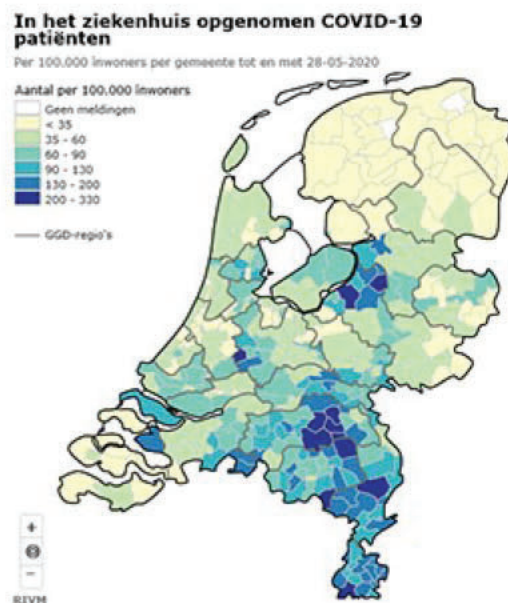 In het ziekenhuis opgenomen COVID-19
patiënten
Per 100.000 inwoners per gemeente tot en met 28-05-2020
Aantal per 100.000 inwoners
Geen meldingen
< 35
35 - 60
60 - 90
90 - 130
130 - 200
200 - 330
GGD-regio's
+
−
RIVM